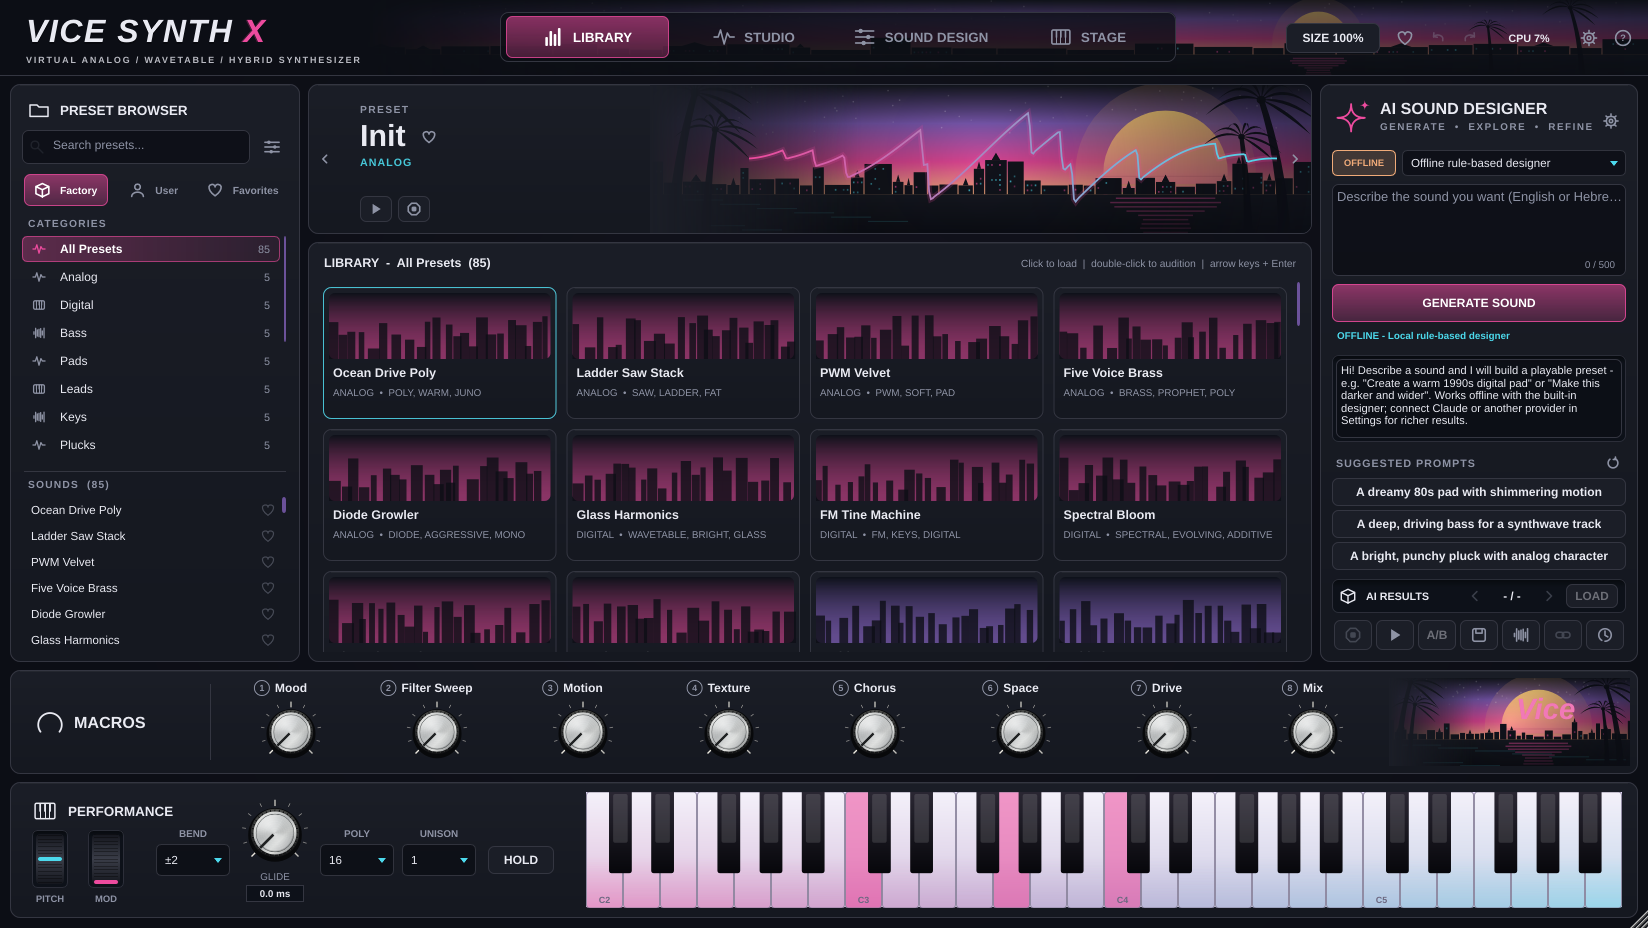 VICE SYNTH X
VIRTUAL ANALOG / WAVETABLE / HYBRID SYNTHESIZER
LIBRARY
STUDIO
SOUND DESIGN
STAGE
SIZE 100%
CPU 7%
?
PRESET BROWSER
Search presets...
Factory
User
Favorites
CATEGORIES
All Presets 85
Analog 5
Digital 5
Bass 5
Pads 5
Leads 5
Keys 5
Plucks 5
SOUNDS (85)
Ocean Drive Poly
Ladder Saw Stack
PWM Velvet
Five Voice Brass
Diode Growler
Glass Harmonics
PRESET
Init
ANALOG
LIBRARY - All Presets (85)
Click to load | double-click to audition | arrow keys + Enter
Ocean Drive Poly
ANALOG • POLY, WARM, JUNO
Ladder Saw Stack
ANALOG • SAW, LADDER, FAT
PWM Velvet
ANALOG • PWM, SOFT, PAD
Five Voice Brass
ANALOG • BRASS, PROPHET, POLY
Diode Growler
ANALOG • DIODE, AGGRESSIVE, MONO
Glass Harmonics
DIGITAL • WAVETABLE, BRIGHT, GLASS
FM Tine Machine
DIGITAL • FM, KEYS, DIGITAL
Spectral Bloom
DIGITAL • SPECTRAL, EVOLVING, ADDITIVE
AI SOUND DESIGNER
GENERATE • EXPLORE • REFINE
OFFLINE
Offline rule-based designer
Describe the sound you want (English or Hebre...
0 / 500
GENERATE SOUND
OFFLINE - Local rule-based designer
Hi! Describe a sound and I will build a playable preset -
e.g. "Create a warm 1990s digital pad" or "Make this
darker and wider". Works offline with the built-in
designer; connect Claude or another provider in
Settings for richer results.
SUGGESTED PROMPTS
A dreamy 80s pad with shimmering motion
A deep, driving bass for a synthwave track
A bright, punchy pluck with analog character
AI RESULTS
- / -
LOAD
A/B
MACROS
1 Mood
2 Filter Sweep
3 Motion
4 Texture
5 Chorus
6 Space
7 Drive
8 Mix
Vice
PERFORMANCE
PITCH
MOD
BEND
±2
GLIDE
0.0 ms
POLY
16
UNISON
1
HOLD
C2
C3
C4
C5